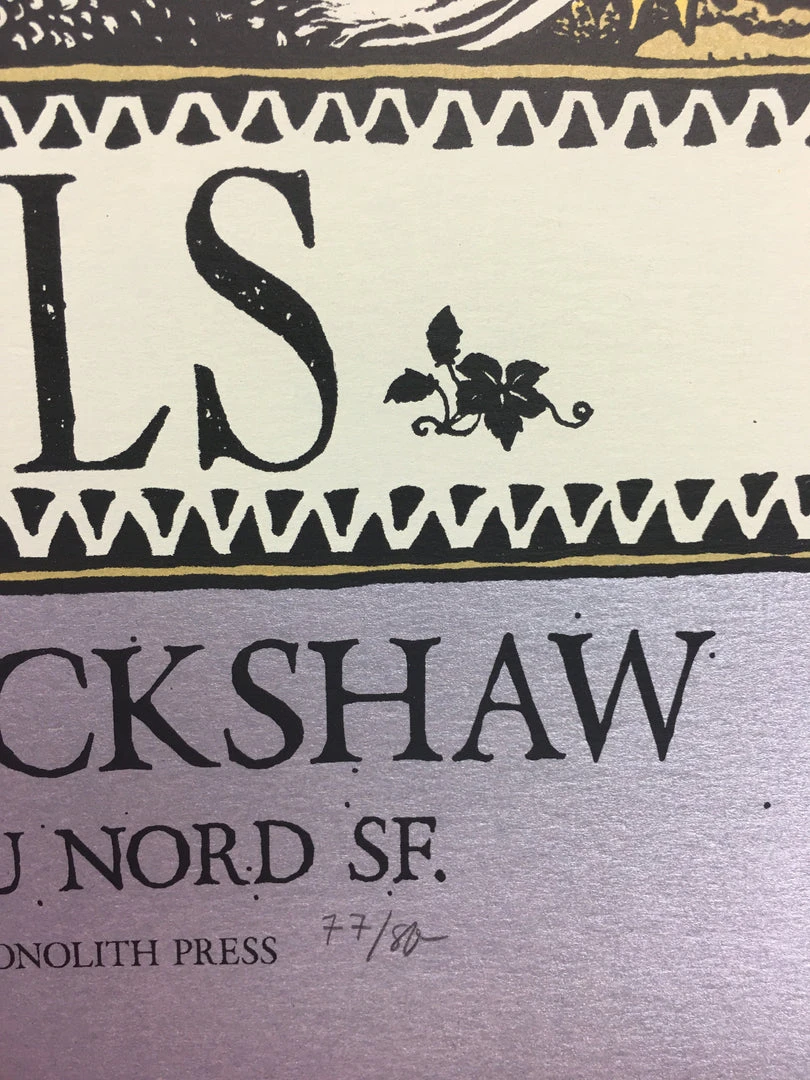 LS
CKSHAW
U NORD SF.
ONOLITH PRESS 77/80